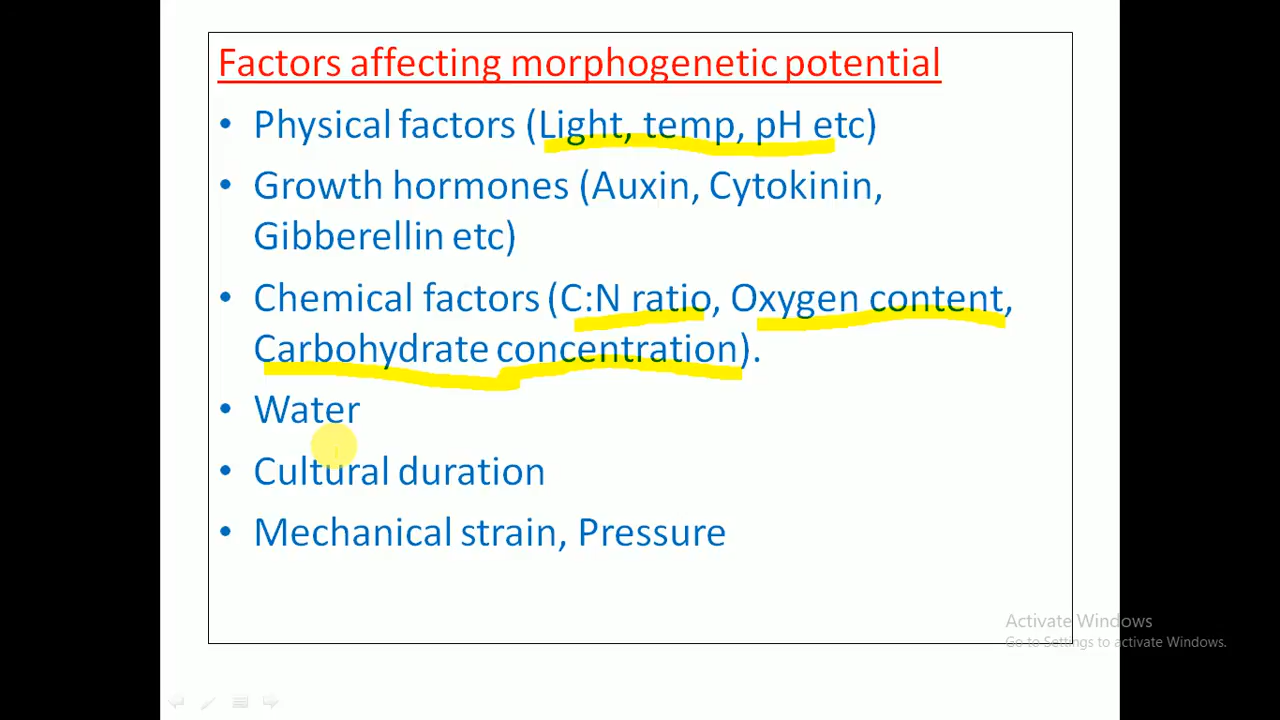 Factors affecting morphogenetic potential
• Physical factors (Light, temp, pH etc)
• Growth hormones (Auxin, Cytokinin,
Gibberellin etc)
• Chemical factors (C:N ratio, Oxygen content,
Carbohydrate concentration).
• Water
• Cultural duration
• Mechanical strain, Pressure
Activate Windows
Go to Settings to activate Windows.